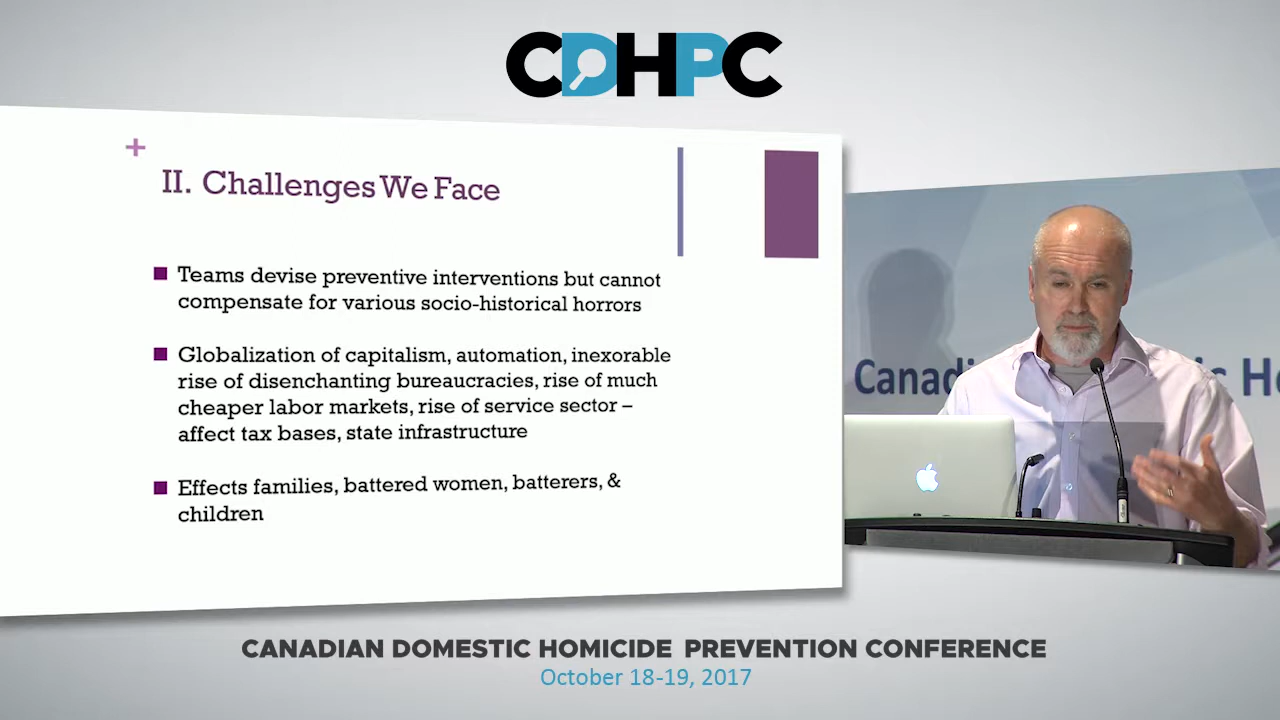 CDHPC
+
II. Challenges We Face
Teams devise preventive interventions but cannot
compensate for various socio-historical horrors
Globalization of capitalism, automation, inexorable
rise of disenchanting bureaucracies, rise of much
cheaper labor markets, rise of service sector –
affect tax bases, state infrastructure
Effects families, battered women, batterers, &
children
CANADIAN DOMESTIC HOMICIDE PREVENTION CONFERENCE
October 18-19, 2017